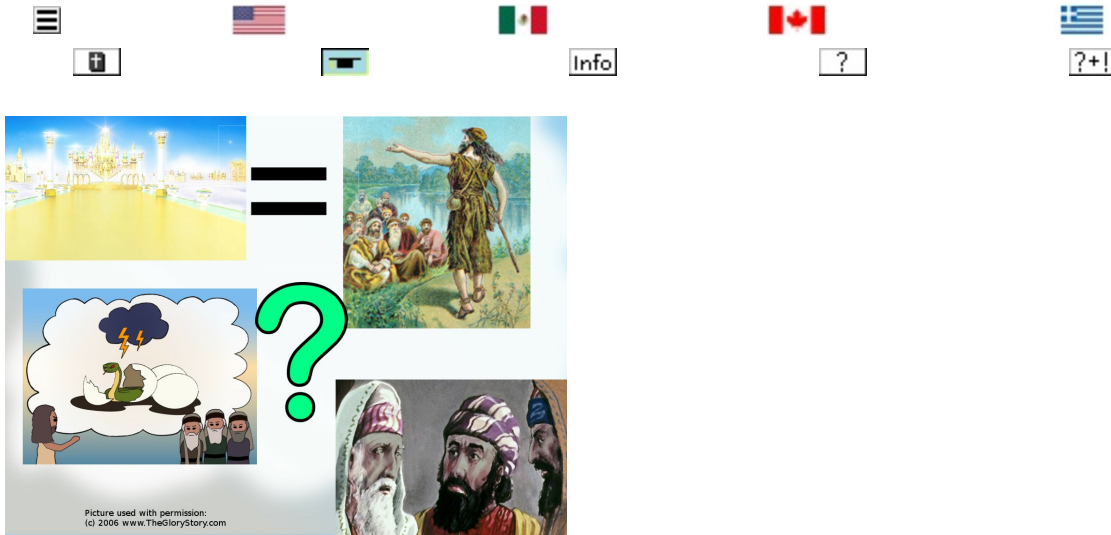 Info
?
?+!
?
Picture used with permission:
(c) 2006 www.TheGloryStory.com